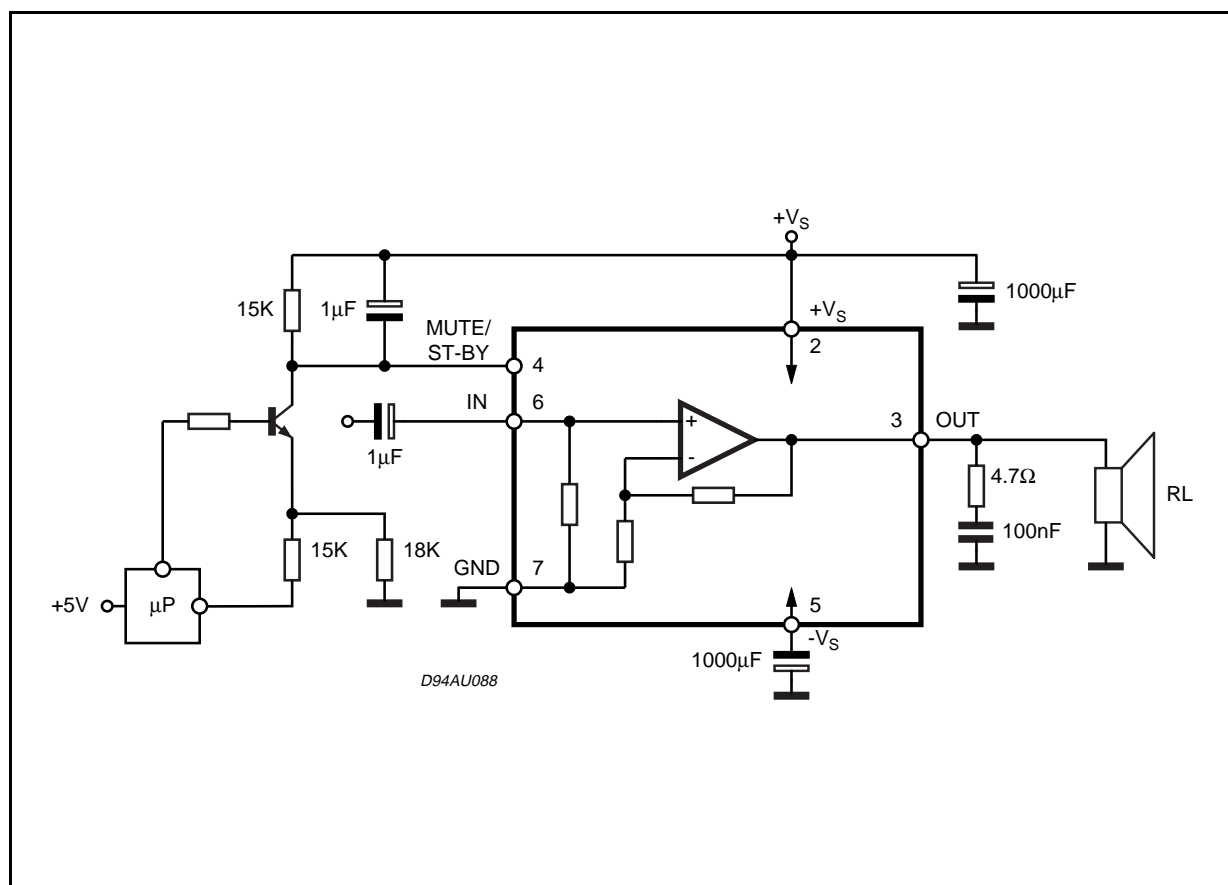 +VS
1000μF
15K
1μF
MUTE/
ST-BY
+VS
2
4
IN
6
1μF
+
-
3
OUT
4.7Ω
RL
100nF
15K
18K
GND
7
+5V
μP
5
-VS
1000μF
D94AU088